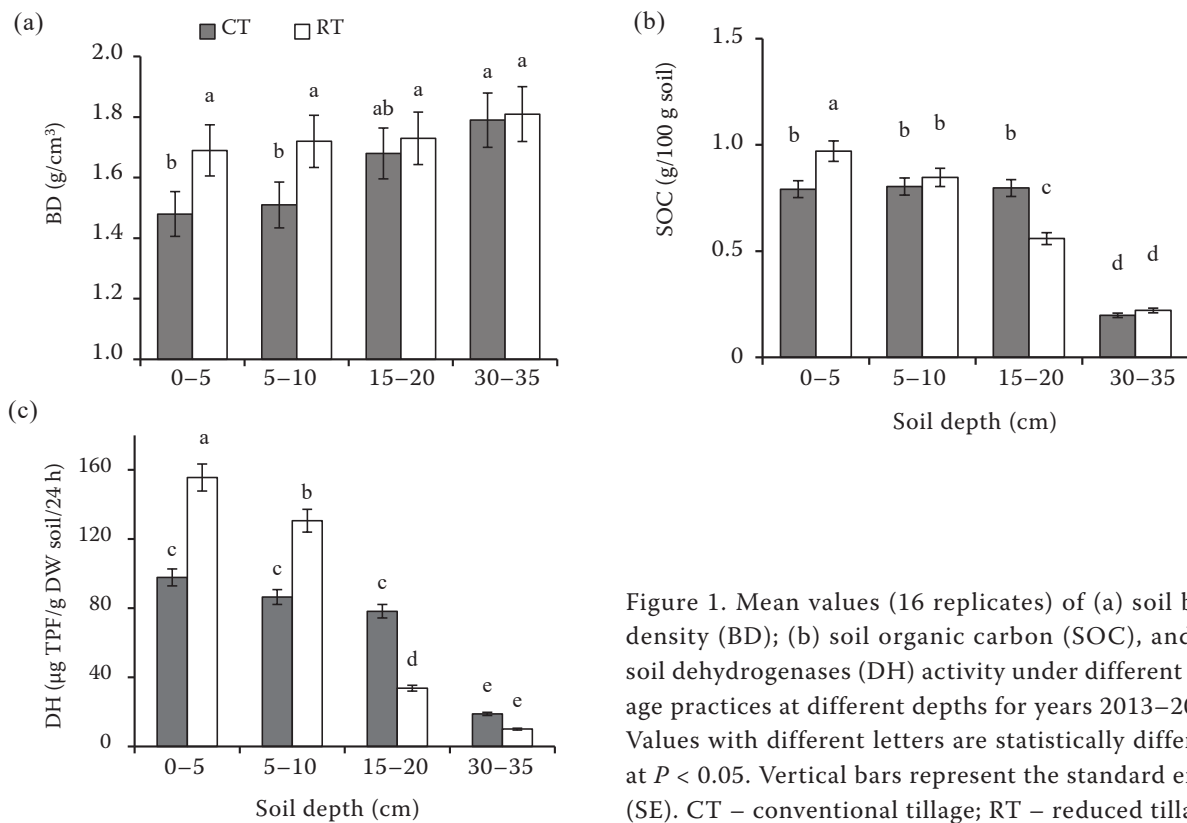 (a)
CT RT
2.0
1.8
1.6
1.4
1.2
1.0
BD (g/cm³)
b a b a ab a a a
0–5 5–10 15–20 30–35
(b)
1.5
1.0
0.5
0
SOC (g/100 g soil)
b a b b b c d d
0–5 5–10 15–20 30–35
Soil depth (cm)
(c)
160
120
80
40
0
DH (µg TPF/g DW soil/24 h)
c a c b c d e e
0–5 5–10 15–20 30–35
Soil depth (cm)
Figure 1. Mean values (16 replicates) of (a) soil b
density (BD); (b) soil organic carbon (SOC), and
soil dehydrogenases (DH) activity under different
age practices at different depths for years 2013–20
Values with different letters are statistically differ
at P < 0.05. Vertical bars represent the standard er
(SE). CT – conventional tillage; RT – reduced tilla